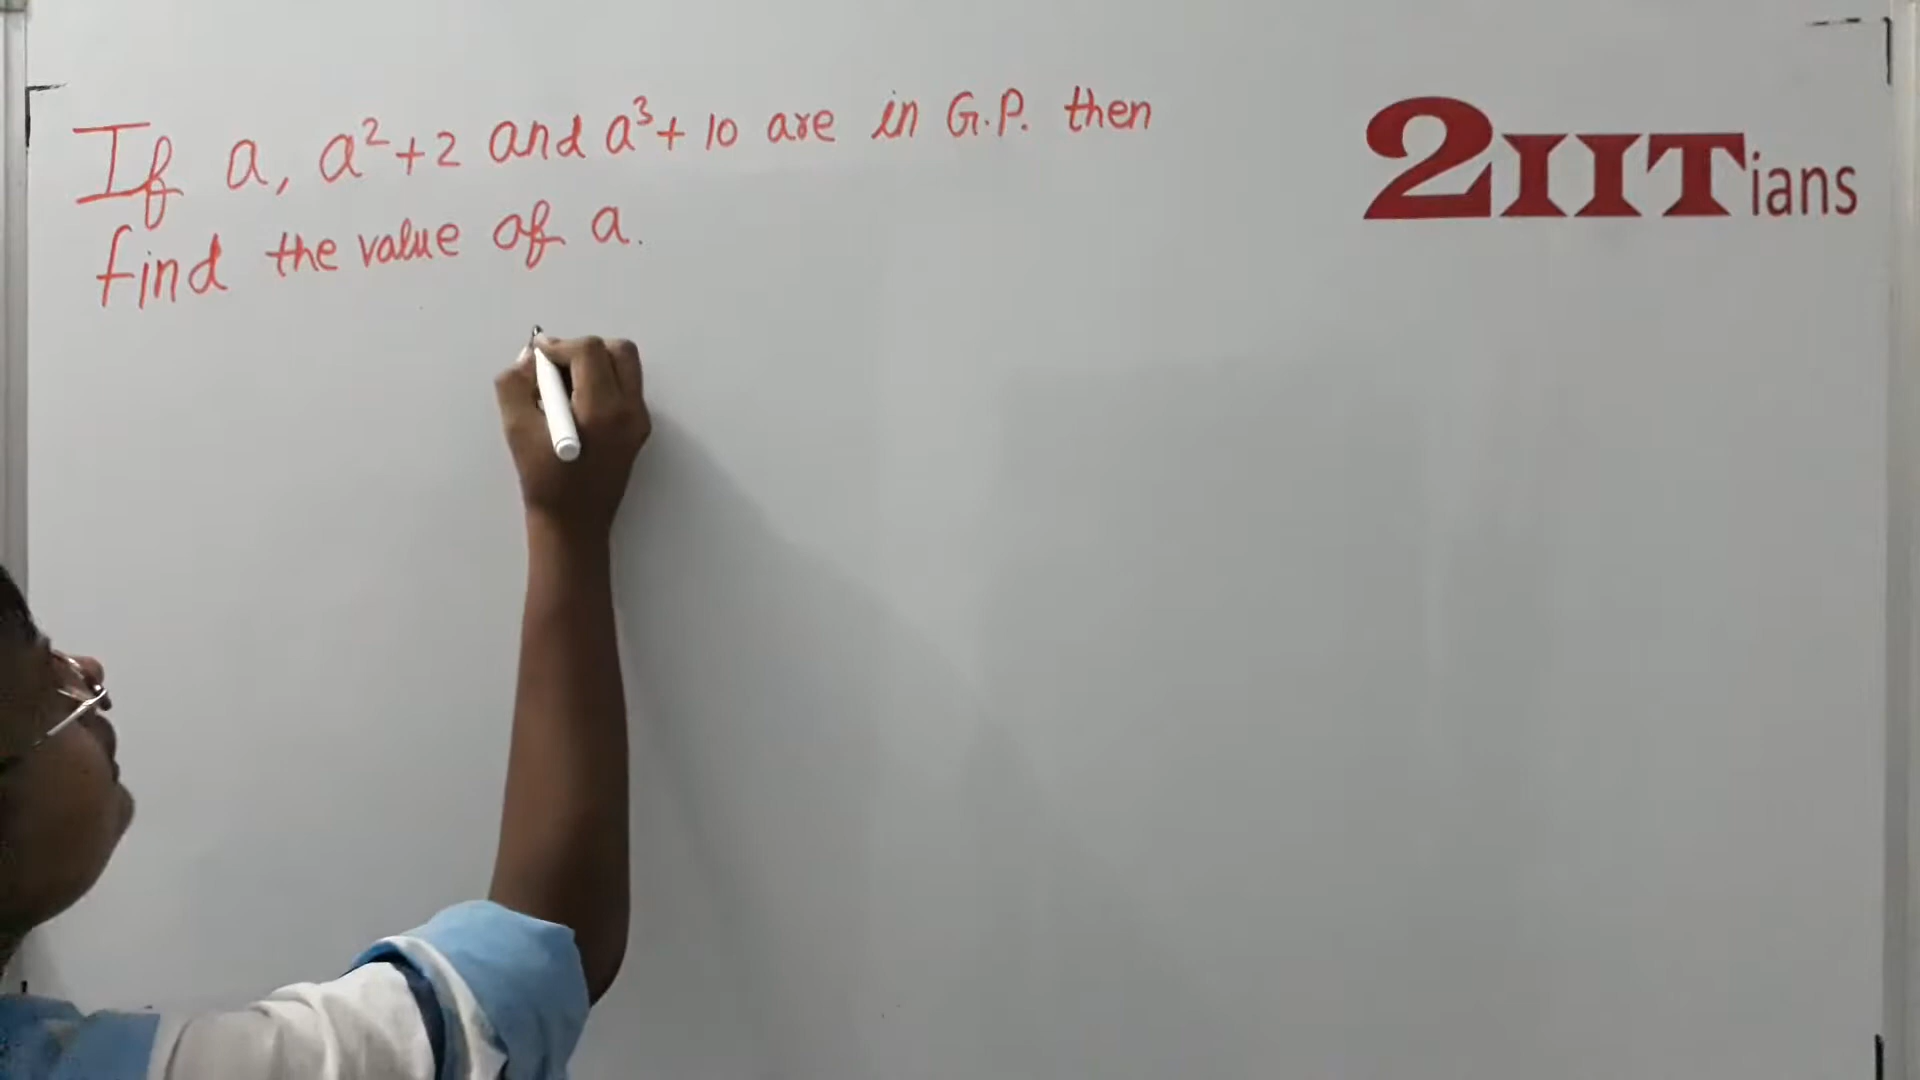 If a, a²+2 and a³+10 are in G.P. then
find the value of a.
2IITians